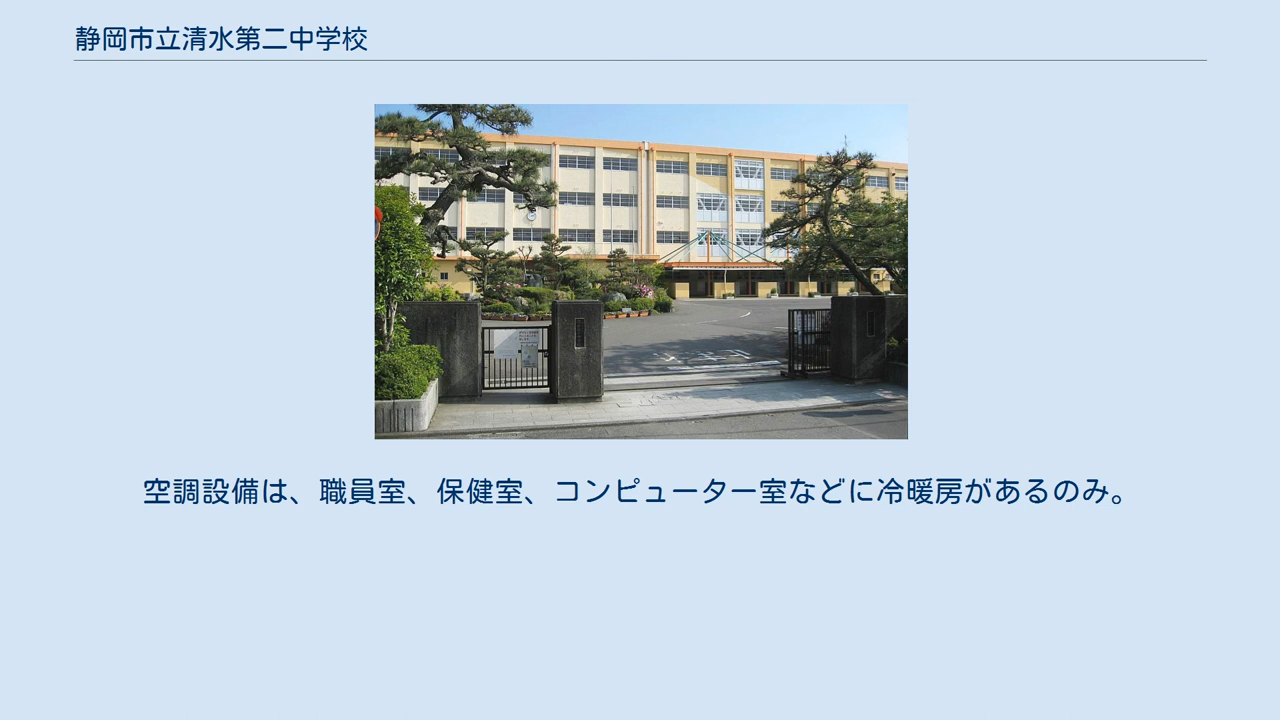 静岡市立清水第二中学校
空調設備は、職員室、保健室、コンピューター室などに冷暖房があるのみ。